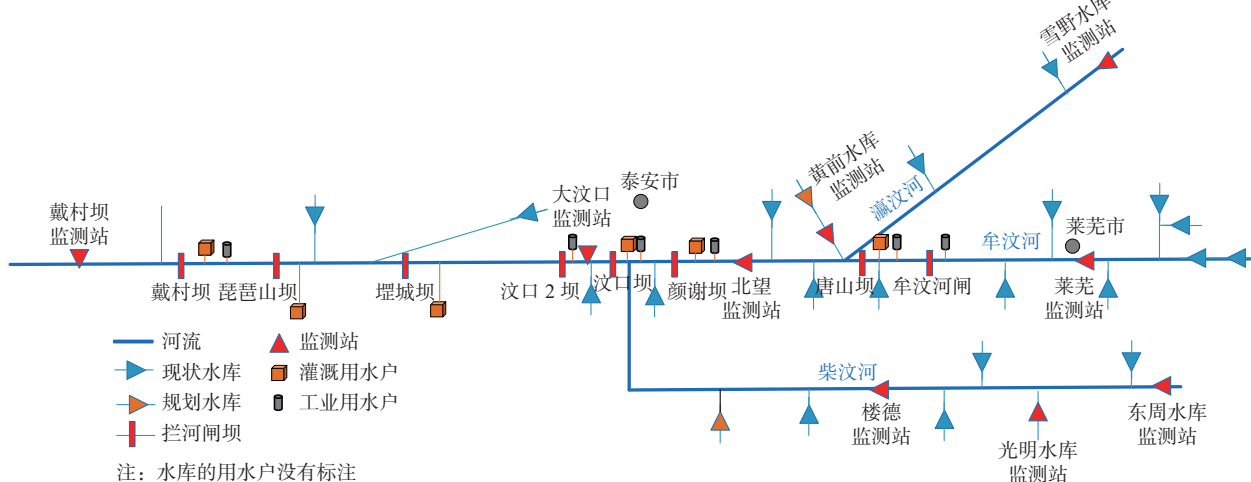 雪野水库
监测站
黄前水库
监测站
瀛汶河
泰安市
大汶口
监测站
戴村坝
监测站
牟汶河
莱芜市
戴村坝
琵琶山坝
堽城坝
汶口2坝
汶口坝
颜谢坝
北望
监测站
唐山坝
牟汶河闸
莱芜
监测站
柴汶河
楼德
监测站
光明水库
监测站
东周水库
监测站
河流
监测站
现状水库
灌溉用水户
规划水库
工业用水户
拦河闸坝
注：水库的用水户没有标注